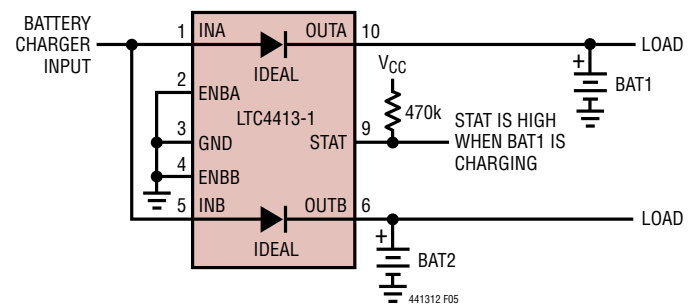 BATTERY
CHARGER
INPUT
1
INA
OUTA
10
LOAD
IDEAL
VCC
+
BAT1
2
ENBA
470k
LTC4413-1
3
GND
STAT
9
STAT IS HIGH
WHEN BAT1 IS
CHARGING
4
ENBB
5
INB
OUTB
6
LOAD
IDEAL
+
BAT2
441312 F05